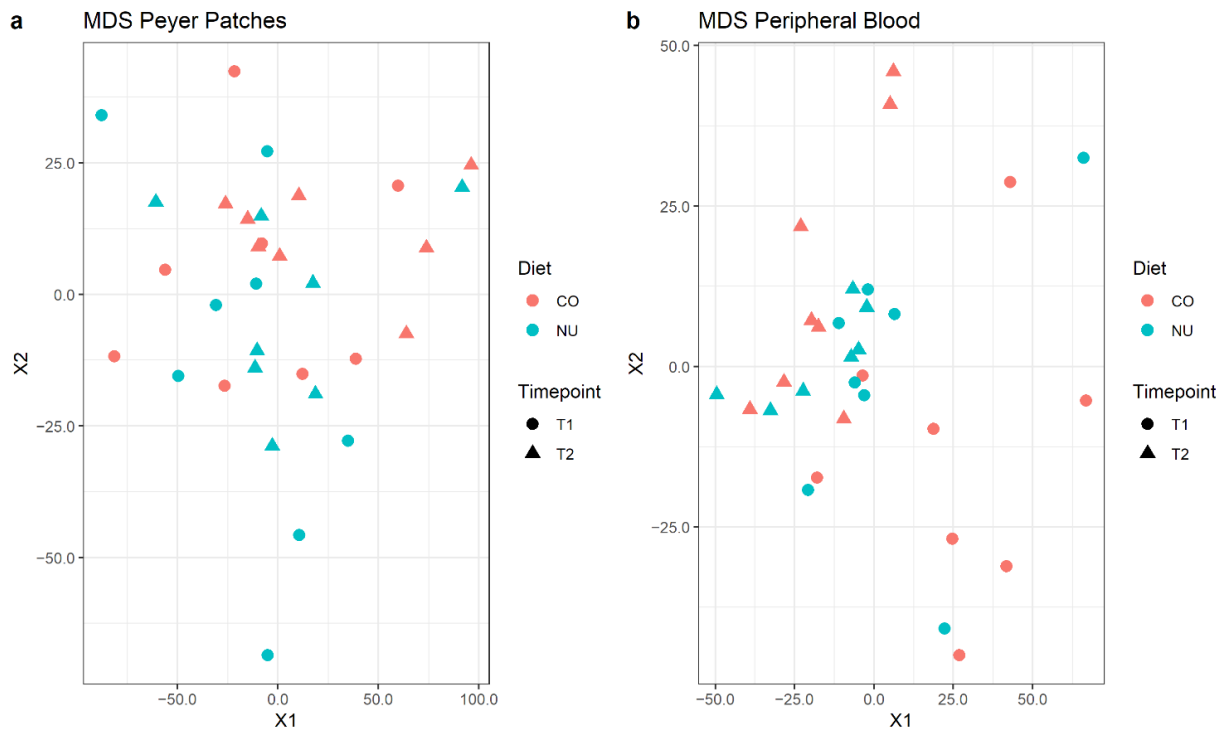 a MDS Peyer Patches
25.0
0.0
−25.0
−50.0
X2
−50.0 0.0 50.0 100.0
X1
Diet
CO
NU
Timepoint
T1
T2
b MDS Peripheral Blood
50.0
25.0
0.0
−25.0
X2
−50.0 −25.0 0.0 25.0 50.0
X1
Diet
CO
NU
Timepoint
T1
T2